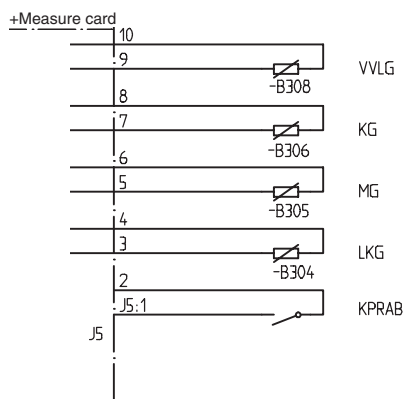 +Measure card
10
9
-B308
VVLG
8
7
-B306
KG
6
5
-B305
MG
4
3
-B304
LKG
2
J5:1
KPRAB
J5